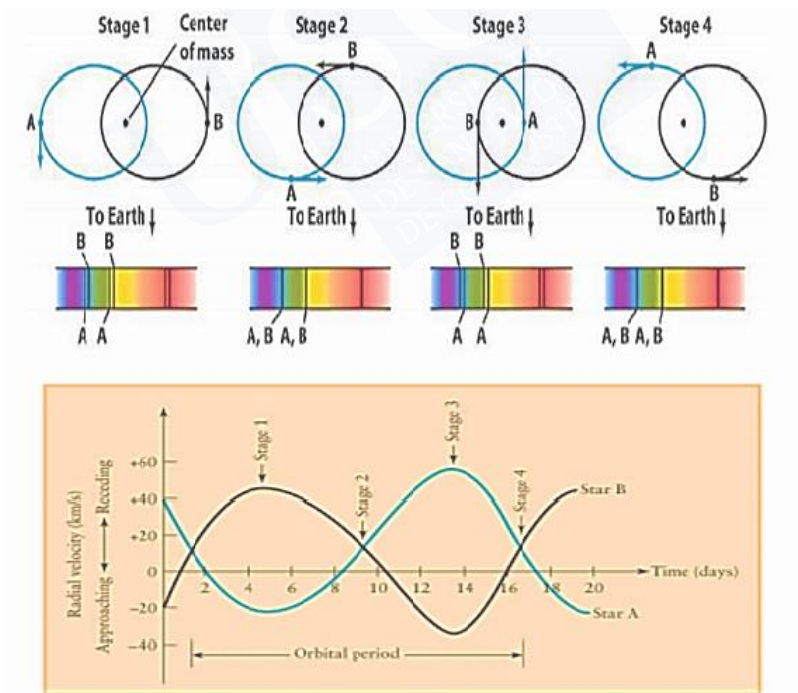 Stage 1
Center
of mass
Stage 2
Stage 3
Stage 4
A
B
B
A
B
A
A
B
To Earth
To Earth
To Earth
To Earth
B B
B B
A A
A, B A, B
A A
A, B A, B
Radial velocity (km/s)
Approaching
Receding
+60
+40
+20
0
-20
-40
Stage 1
Stage 2
Stage 3
Stage 4
2 4 6 8 10 12 14 16 18 20
Time (days)
Star B
Star A
Orbital period